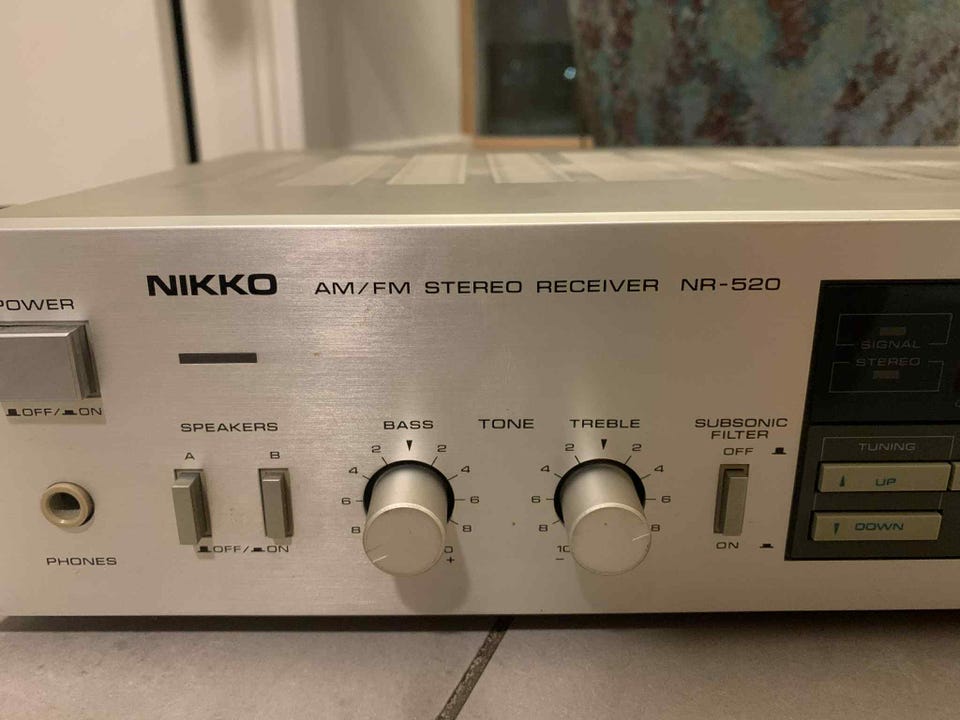 NIKKO AM/FM STEREO RECEIVER NR-520
POWER
OFF/ ON
SIGNAL
STEREO
SPEAKERS
A B
OFF/ ON
PHONES
BASS TONE TREBLE
2 2
4 4
6 6
8 8
0
+
2 2
4 4
6 6
8 8
10
-
SUBSONIC
FILTER
OFF
ON
TUNING
UP
DOWN